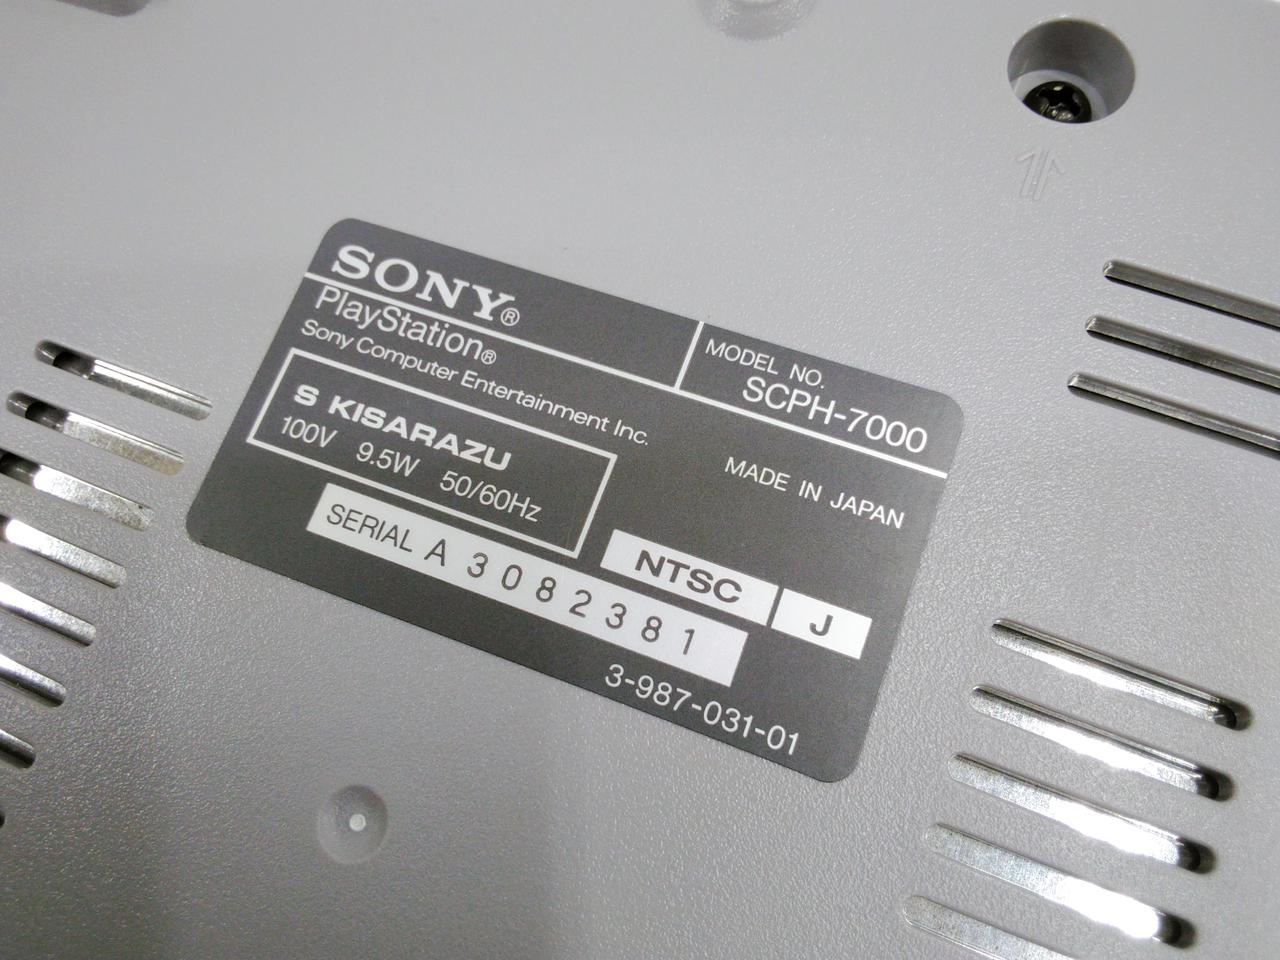 SONY®
PlayStation®
Sony Computer Entertainment Inc.
MODEL NO.
SCPH-7000
S KISARAZU
100V 9.5W 50/60Hz
MADE IN JAPAN
NTSC J
SERIAL A 3082381
3-987-031-01